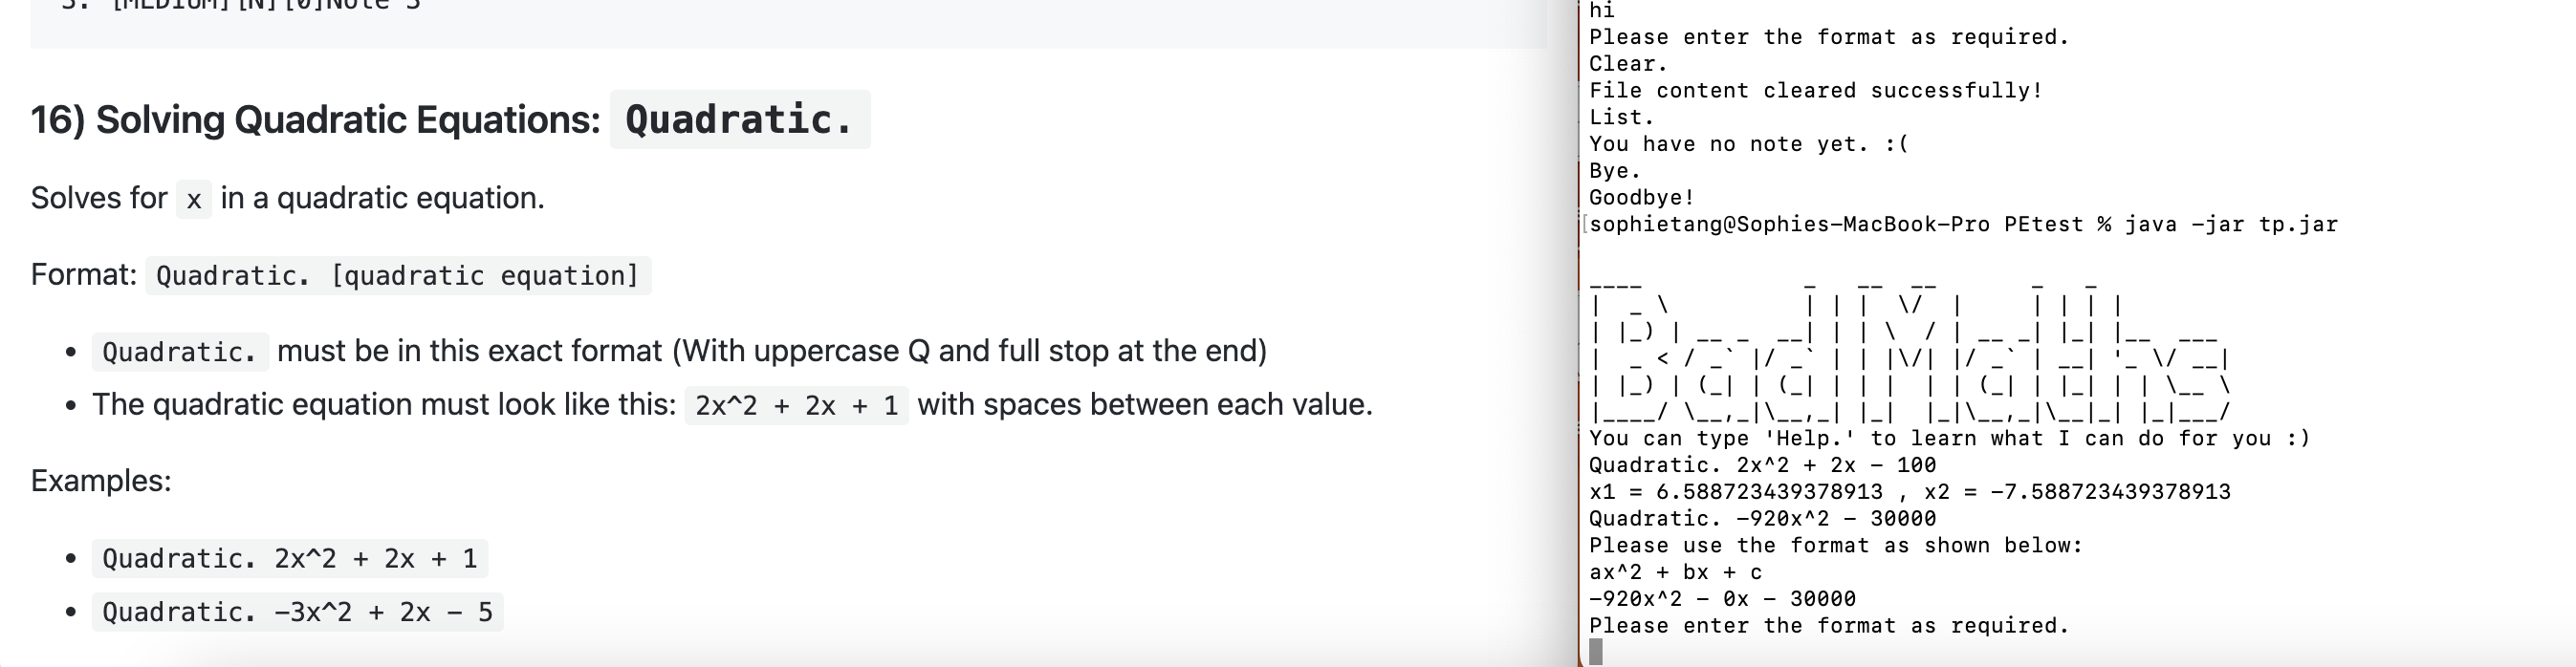 3. [MEDIUM][N][0]Note 3
16) Solving Quadratic Equations: Quadratic.
Solves for x in a quadratic equation.
Format: Quadratic. [quadratic equation]
• Quadratic. must be in this exact format (With uppercase Q and full stop at the end)
• The quadratic equation must look like this: 2x^2 + 2x + 1 with spaces between each value.
Examples:
• Quadratic. 2x^2 + 2x + 1
• Quadratic. -3x^2 + 2x - 5
hi
Please enter the format as required.
Clear.
File content cleared successfully!
List.
You have no note yet. :(
Bye.
Goodbye!
[sophietang@Sophies-MacBook-Pro PEtest % java -jar tp.jar
BadMaths
You can type 'Help.' to learn what I can do for you :)
Quadratic. 2x^2 + 2x - 100
x1 = 6.588723439378913 , x2 = -7.588723439378913
Quadratic. -920x^2 - 30000
Please use the format as shown below:
ax^2 + bx + c
-920x^2 - 0x - 30000
Please enter the format as required.